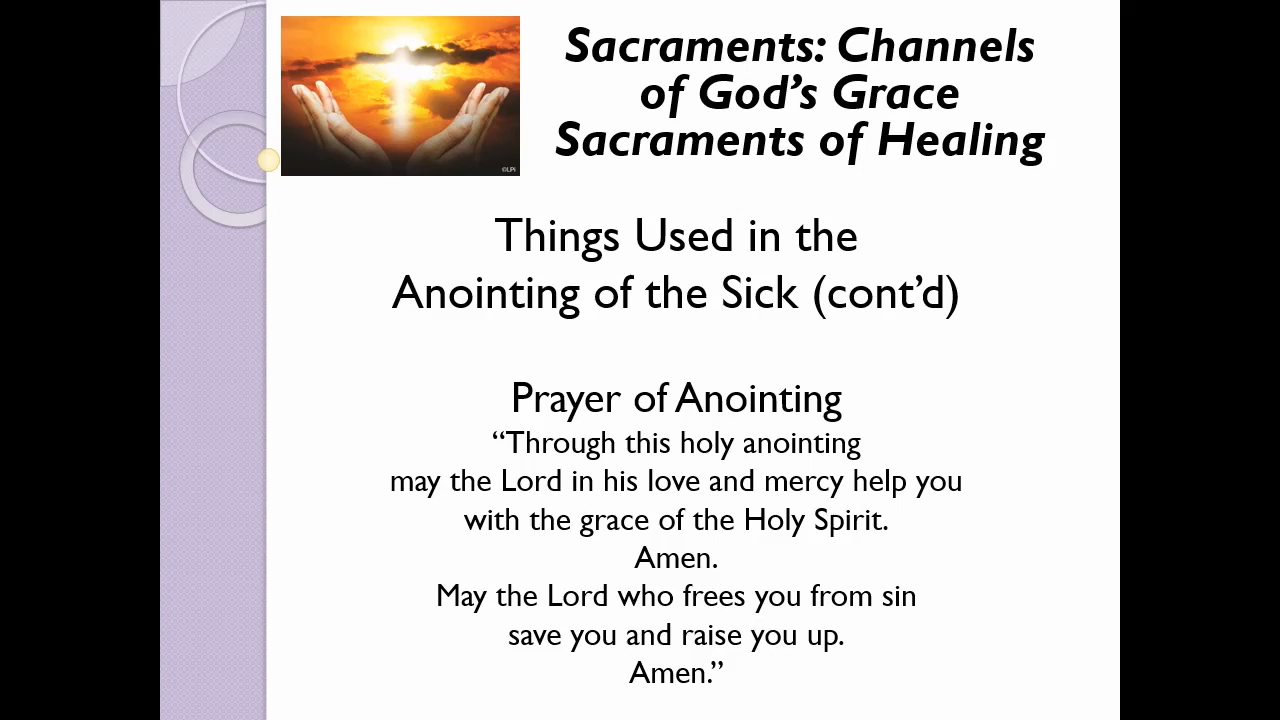 Sacraments: Channels
of God’s Grace
Sacraments of Healing
©LPi
Things Used in the
Anointing of the Sick (cont’d)
Prayer of Anointing
“Through this holy anointing
may the Lord in his love and mercy help you
with the grace of the Holy Spirit.
Amen.
May the Lord who frees you from sin
save you and raise you up.
Amen.”